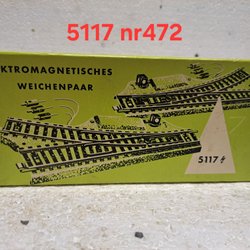 5117 nr472
KTROMAGNETISCHES
WEICHENPAAR
5117